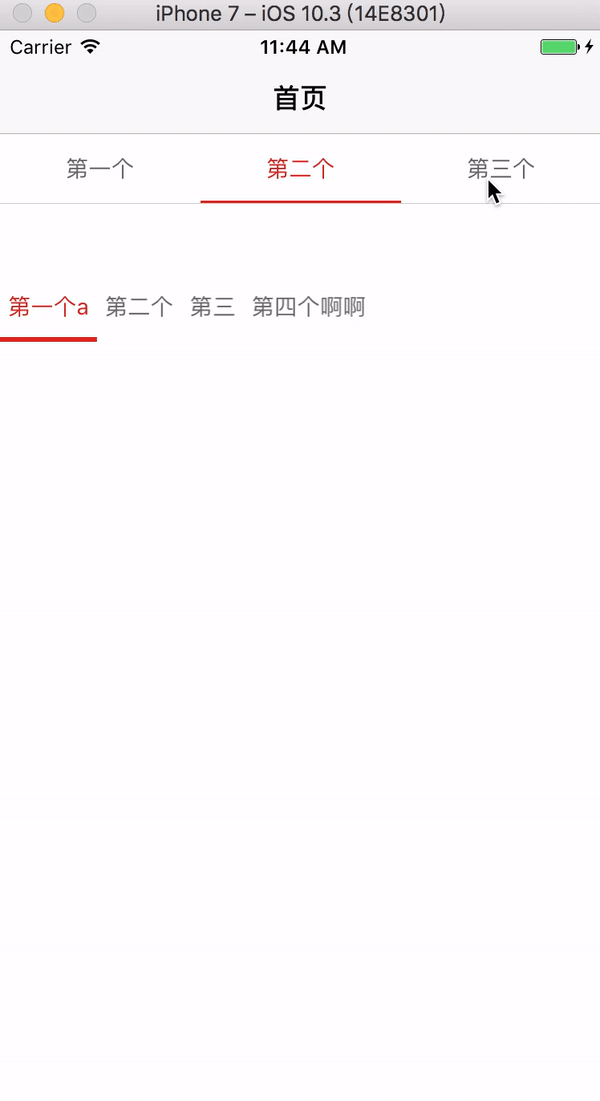 iPhone 7 – iOS 10.3 (14E8301)
Carrier 11:44 AM
首页
第一个 第二个 第三个
第一个a 第二个 第三 第四个啊啊